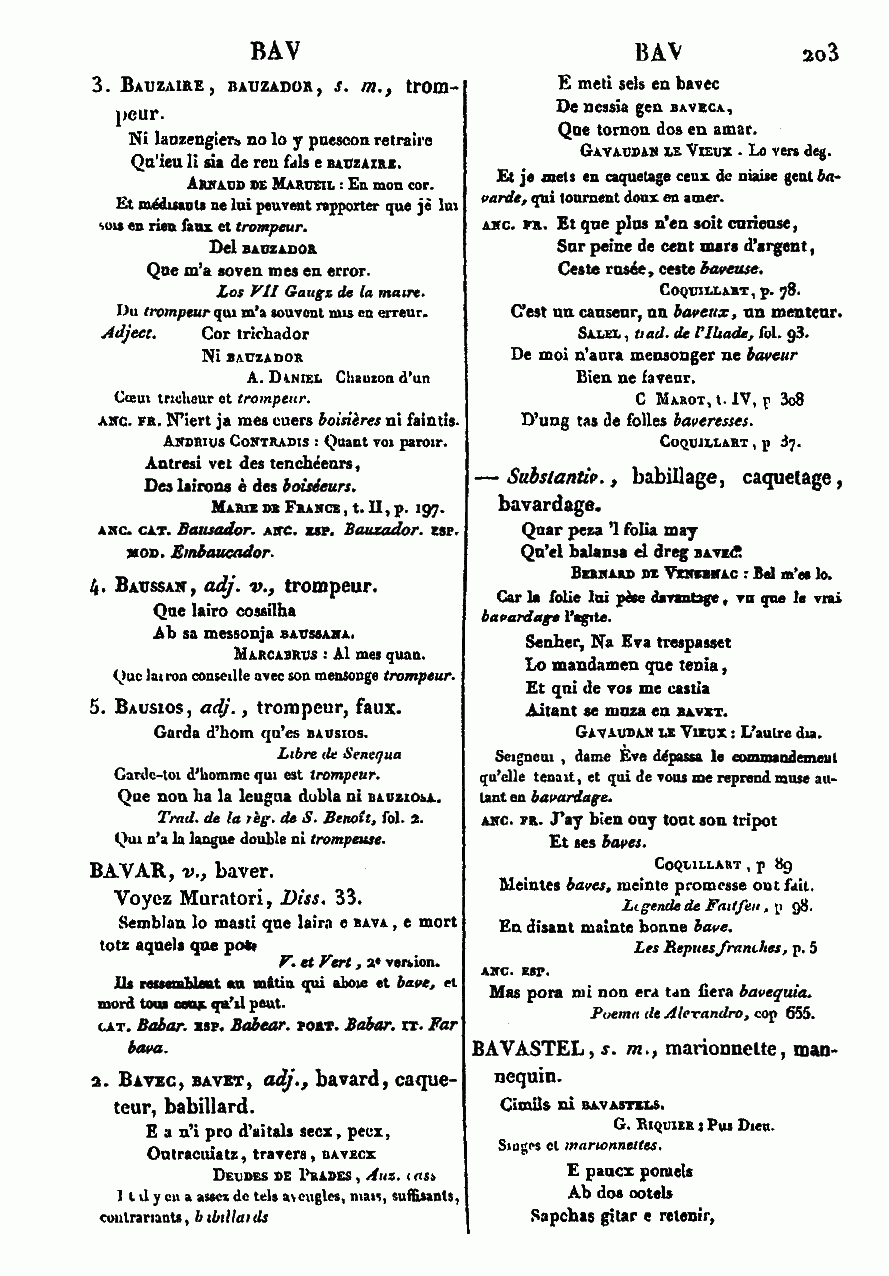 BAV
BAV 203
3. BAUZAIRE, BAUZADOR, s. m., trom-
peur.
Ni lauzengiers no lo y puescon retraire
Qu'ieu li sia de ren fals e BAUZAIRE.
ARNAUD DE MARUEIL : En mon cor.
Et médisants ne lui peuvent rapporter que je lui
sois en rien faux et trompeur.
Del BAUZADOR
Que m'a soven mes en error.
Los VII Gaugz de la maire.
Du trompeur qui m'a souvent mis en erreur.
Adject. Cor trichador
Ni BAUZADOR
A. DANIEL Chanzon d'un
Cœur tricheur et trompeur.
ANC. FR. N'iert ja mes cuers boisières ni faintis.
ANDRIUS CONTRADIS : Quant voi paroir.
Antresi vet des tenchéenrs,
Des lairons è des boiséeurs.
MARIE DE FRANCE, t. II, p. 197.
ANC. CAT. Bausador. ANC. ESP. Bauzador. ESP.
MOD. Embaucador.
4. BAUSSAN, adj. v., trompeur.
Que lairo cossilha
Ab sa messonja BAUSSANA.
MARCABRUS : Al mes quan.
Que lairon conseille avec son mensonge trompeur.
5. BAUSIOS, adj., trompeur, faux.
Garda d'hom qu'es BAUSIOS.
Libre de Senequa
Garde-toi d'homme qui est trompeur.
Que non ha la lengua dobla ni BAUZIOSA.
Trad. de la règ. de S. Benoît, fol. 2.
Qui n'a la langue double ni trompeuse.
BAVAR, v., baver.
Voyez Muratori, Diss. 33.
Semblan lo masti que laira e BAVA, e mort
totz aquels que pot
V. et Vert, 2e version.
Ils ressemblent au mâtin qui aboie et bave, et
mord tous ceux qu'il peut.
CAT. Babar. ESP. Babear. PORT. Babar. IT. Far
bava.
2. BAVEC, BAVET, adj., bavard, caque-
teur, babillard.
E a n'i pro d'aitals secx, pecx,
Outracuiatz, travers, BAVECX
DEUDES DE PRADES, Auz. cass
Et il y en a assez de tels aveugles, niais, suffisants,
contrariants, babillards
E meti sels en bavec
De nessia gen BAVECA,
Que tornon dos en amar.
GAVAUDAN LE VIEUX . Lo vers deg.
Et je mets en caquetage ceux de niaise gent ba-
varde, qui tournent doux en amer.
ANC. FR. Et que plus n'en soit curieuse,
Sur peine de cent mars d'argent,
Ceste rusée, ceste baveuse.
COQUILLART, p. 78.
C'est un causeur, un baveux, un menteur.
SALEL, trad. de l'Iliade, fol. 93.
De moi n'aura mensonger ne baveur
Bien ne faveur.
C MAROT, t. IV, p 308
D'ung tas de folles baveresses.
COQUILLART, p 37.
— Substantiv., babillage, caquetage,
bavardage.
Quar peza 'l folia may
Qu'el balansa el dreg BAVEC.
BERNARD DE VENZENAC : Bel m'es lo.
Car la folie lui pèse davantage, vu que le vrai
bavardage l'agite.
Senher, Na Eva trespasset
Lo mandamen que tenia,
Et qui de vos me castia
Aitant se muza en BAVET.
GAVAUDAN LE VIEUX : L'autre dia.
Seigneur, dame Ève dépassa le commandement
qu'elle tenait, et qui de vous me reprend muse au-
tant en bavardage.
ANC. FR. J'ay bien ouy tout son tripot
Et ses baves.
COQUILLART, p 89
Meintes baves, meinte promesse ont fait.
Légende de Faitfeu, p 98.
En disant mainte bonne bave.
Les Repues franches, p. 5
ANC. ESP.
Mas pora mi non era tan fiera bavequia.
Poema de Alexandro, cop 655.
BAVASTEL, s. m., marionnette, man-
nequin.
Cimils ni BAVASTELS.
G. RIQUIER : Pus Dieu.
Singes et marionnettes.
E paucx pomels
Ab dos cotels
Sapchas gitar e retenir,